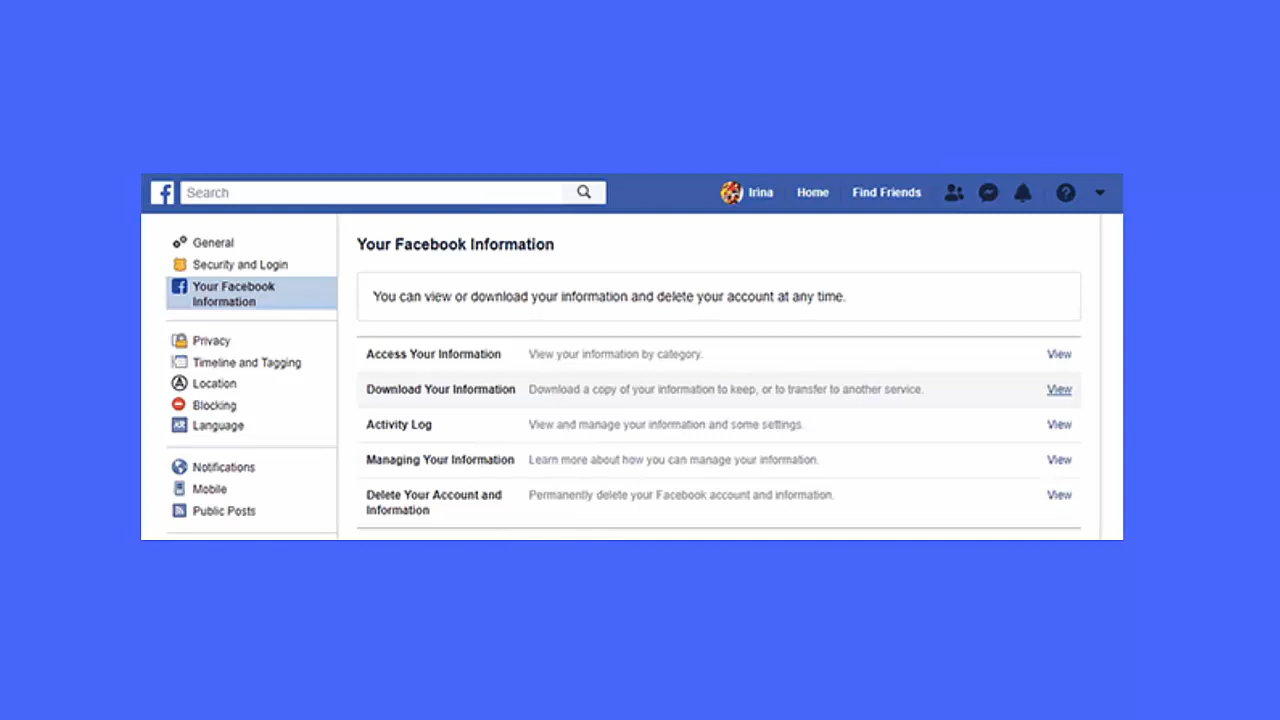 Search
Irina Home Find Friends
General
Security and Login
Your Facebook
Information
Privacy
Timeline and Tagging
Location
Blocking
Language
Notifications
Mobile
Public Posts
Your Facebook Information
You can view or download your information and delete your account at any time.
Access Your Information View your information by category. View
Download Your Information Download a copy of your information to keep, or to transfer to another service. View
Activity Log View and manage your information and some settings. View
Managing Your Information Learn more about how you can manage your information. View
Delete Your Account and Permanently delete your Facebook account and information. View
Information